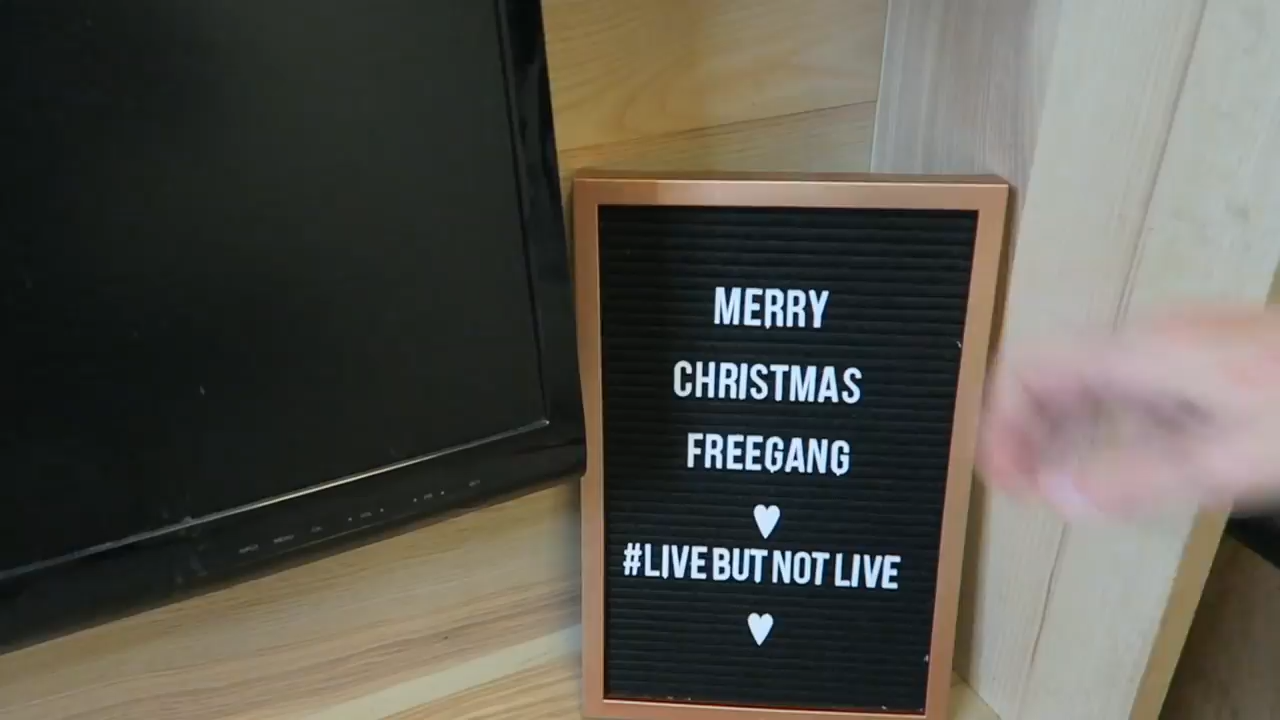 MERRY
CHRISTMAS
FREEGANG
♥
#LIVE BUT NOT LIVE
♥